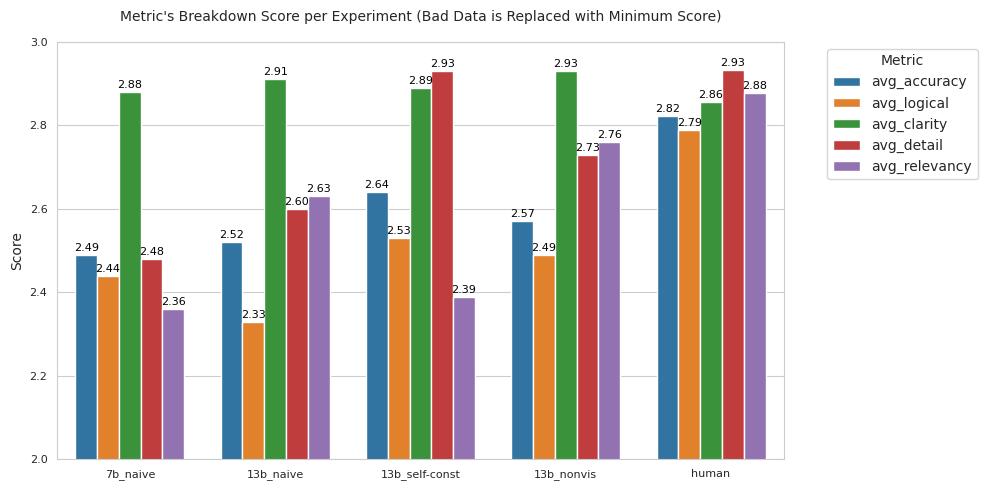 Metric's Breakdown Score per Experiment (Bad Data is Replaced with Minimum Score)
Score
3.0
2.8
2.6
2.4
2.2
2.0
2.49
2.44
2.88
2.48
2.36
2.52
2.33
2.91
2.60
2.63
2.64
2.53
2.89
2.93
2.39
2.57
2.49
2.93
2.73
2.76
2.82
2.79
2.86
2.93
2.88
7b_naive
13b_naive
13b_self-const
13b_nonvis
human
Metric
avg_accuracy
avg_logical
avg_clarity
avg_detail
avg_relevancy